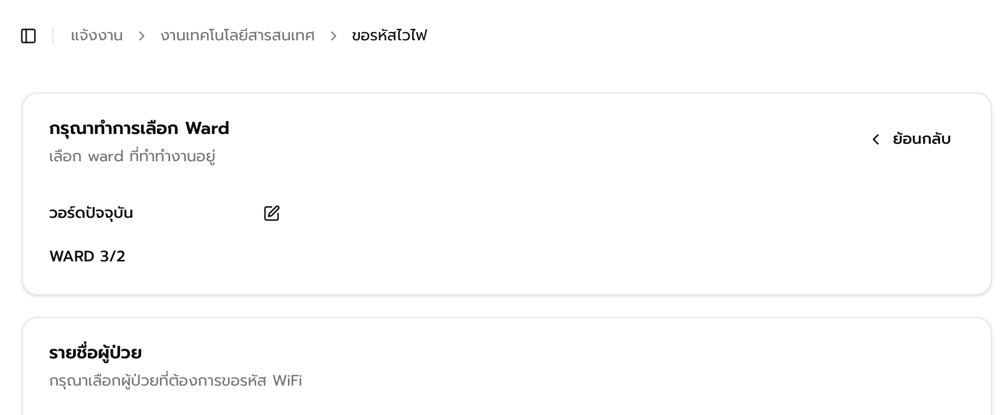 แจ้งงาน > งานเทคโนโลยีสารสนเทศ > ขอรหัสไวไฟ
กรุณาทำการเลือก Ward
ย้อนกลับ
เลือก ward ที่ทำทำงานอยู่
วอร์ดปัจจุบัน
WARD 3/2
รายชื่อผู้ป่วย
กรุณาเลือกผู้ป่วยที่ต้องการขอรหัส WiFi